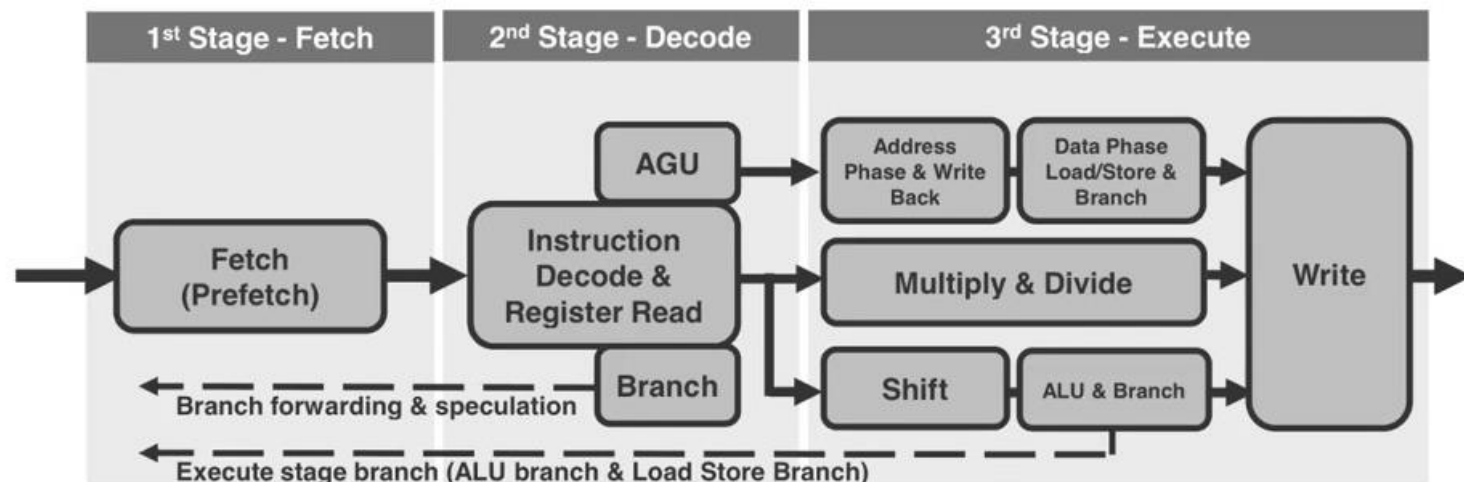 1st Stage - Fetch
2nd Stage - Decode
3rd Stage - Execute
AGU
Address
Phase & Write
Back
Data Phase
Load/Store &
Branch
Fetch
(Prefetch)
Instruction
Decode &
Register Read
Multiply & Divide
Write
Branch
Shift
ALU & Branch
Branch forwarding & speculation
Execute stage branch (ALU branch & Load Store Branch)